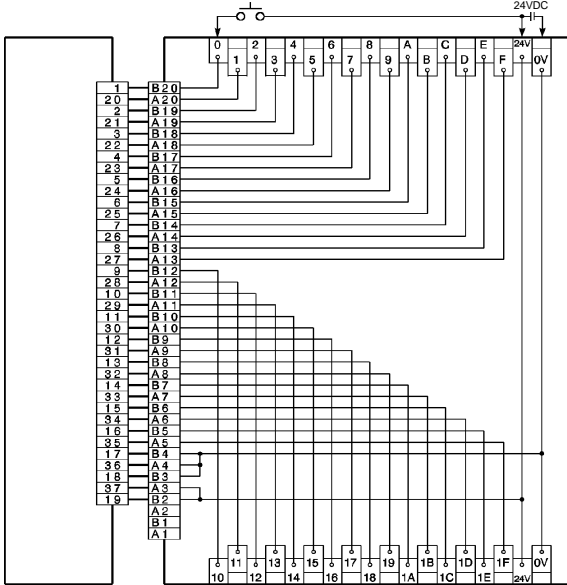 24VDC
0 2 4 6 8 A C E 24V
1 3 5 7 9 B D F 0V
1 B20
20 A20
2 B19
21 A19
3 B18
22 A18
4 B17
23 A17
5 B16
24 A16
6 B15
25 A15
7 B14
26 A14
8 B13
27 A13
9 B12
28 A12
10 B11
29 A11
11 B10
30 A10
12 B9
31 A9
13 B8
32 A8
14 B7
33 A7
15 B6
34 A6
16 B5
35 A5
17 B4
36 A4
18 B3
37 A3
19 B2
A2
B1
A1
11 13 15 17 19 1B 1D 1F 0V
10 12 14 16 18 1A 1C 1E 24V